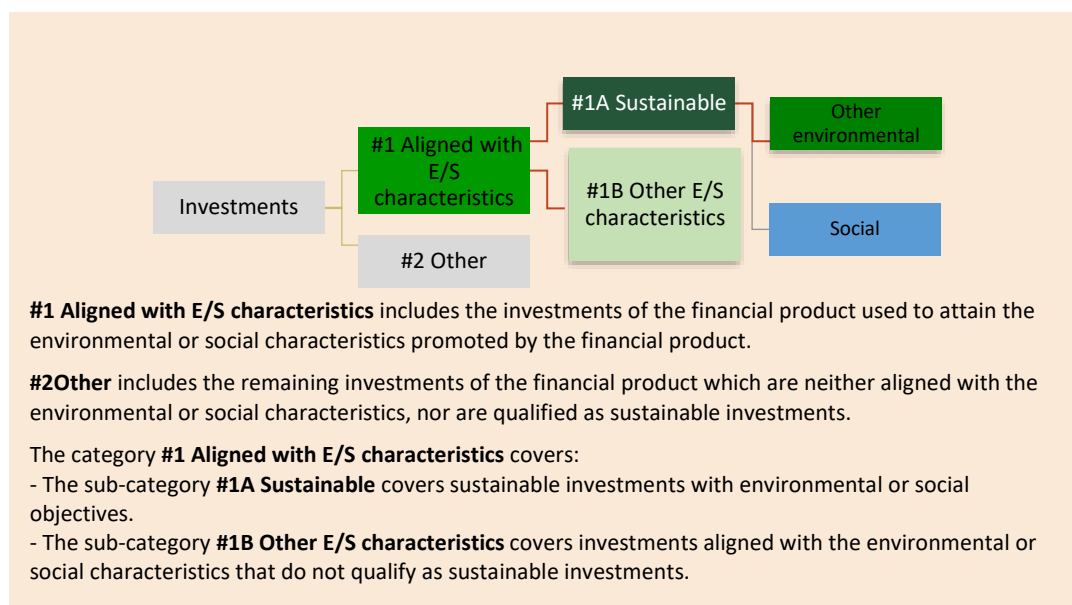 #1A Sustainable
Other
environmental
#1 Aligned with
E/S
characteristics
#1B Other E/S
characteristics
Investments
Social
#2 Other
#1 Aligned with E/S characteristics includes the investments of the financial product used to attain the
environmental or social characteristics promoted by the financial product.
#2Other includes the remaining investments of the financial product which are neither aligned with the
environmental or social characteristics, nor are qualified as sustainable investments.
The category #1 Aligned with E/S characteristics covers:
- The sub-category #1A Sustainable covers sustainable investments with environmental or social
objectives.
- The sub-category #1B Other E/S characteristics covers investments aligned with the environmental or
social characteristics that do not qualify as sustainable investments.